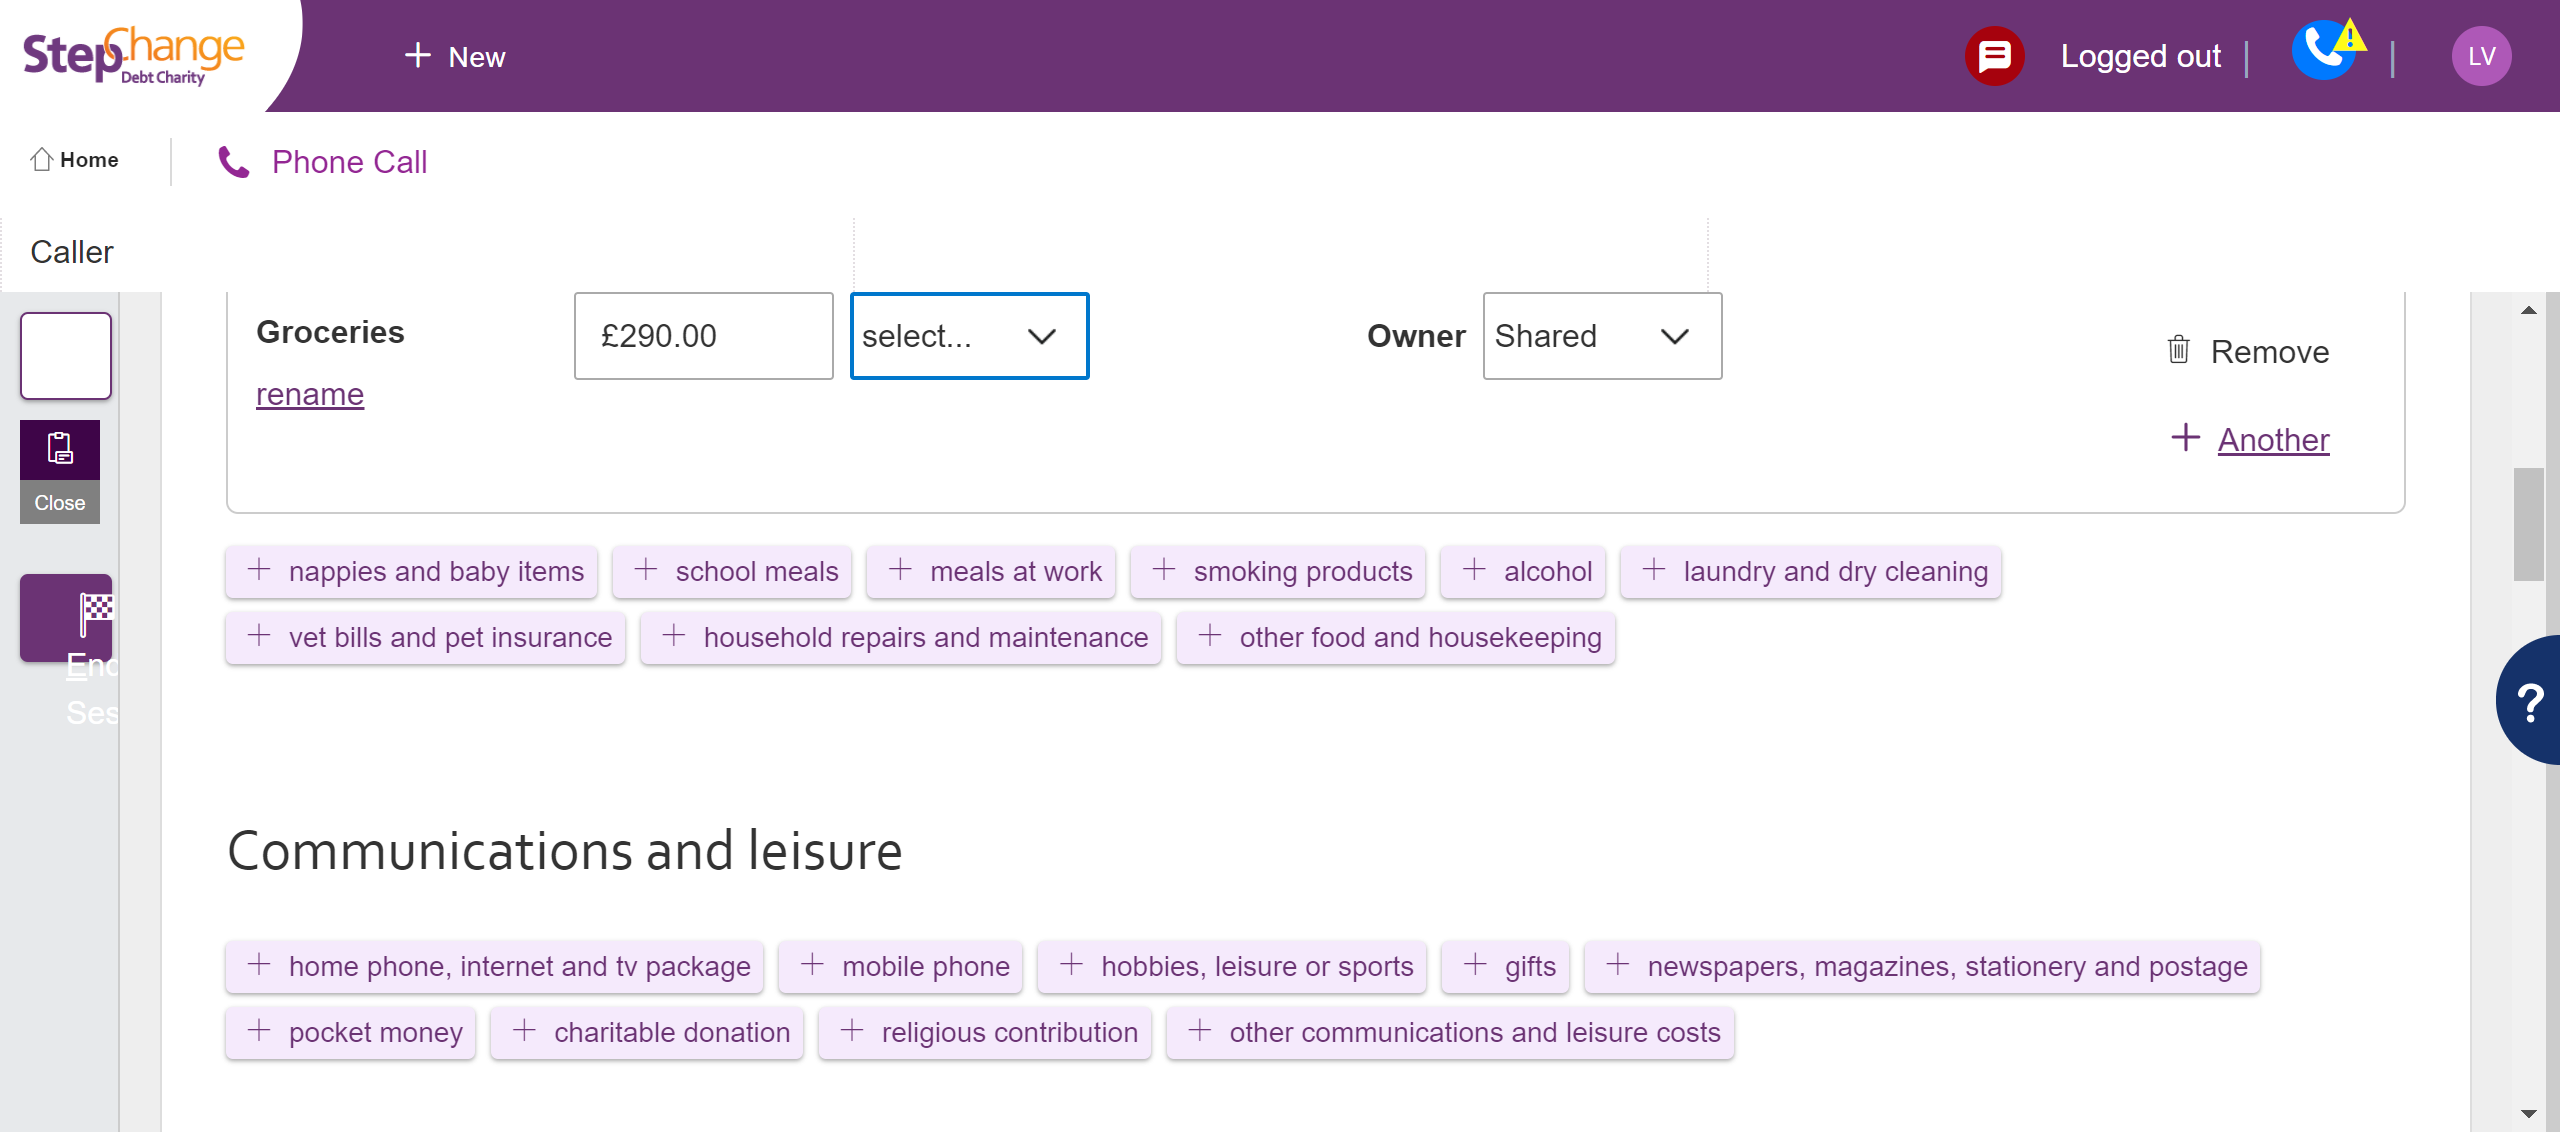 StepChange
Debt Charity
+ New
Logged out
LV
Home
Phone Call
Caller
Groceries
£290.00
select...
Owner
Shared
Remove
rename
+ Another
Close
+ nappies and baby items
+ school meals
+ meals at work
+ smoking products
+ alcohol
+ laundry and dry cleaning
+ vet bills and pet insurance
+ household repairs and maintenance
+ other food and housekeeping
End
Ses
?
Communications and leisure
+ home phone, internet and tv package
+ mobile phone
+ hobbies, leisure or sports
+ gifts
+ newspapers, magazines, stationery and postage
+ pocket money
+ charitable donation
+ religious contribution
+ other communications and leisure costs